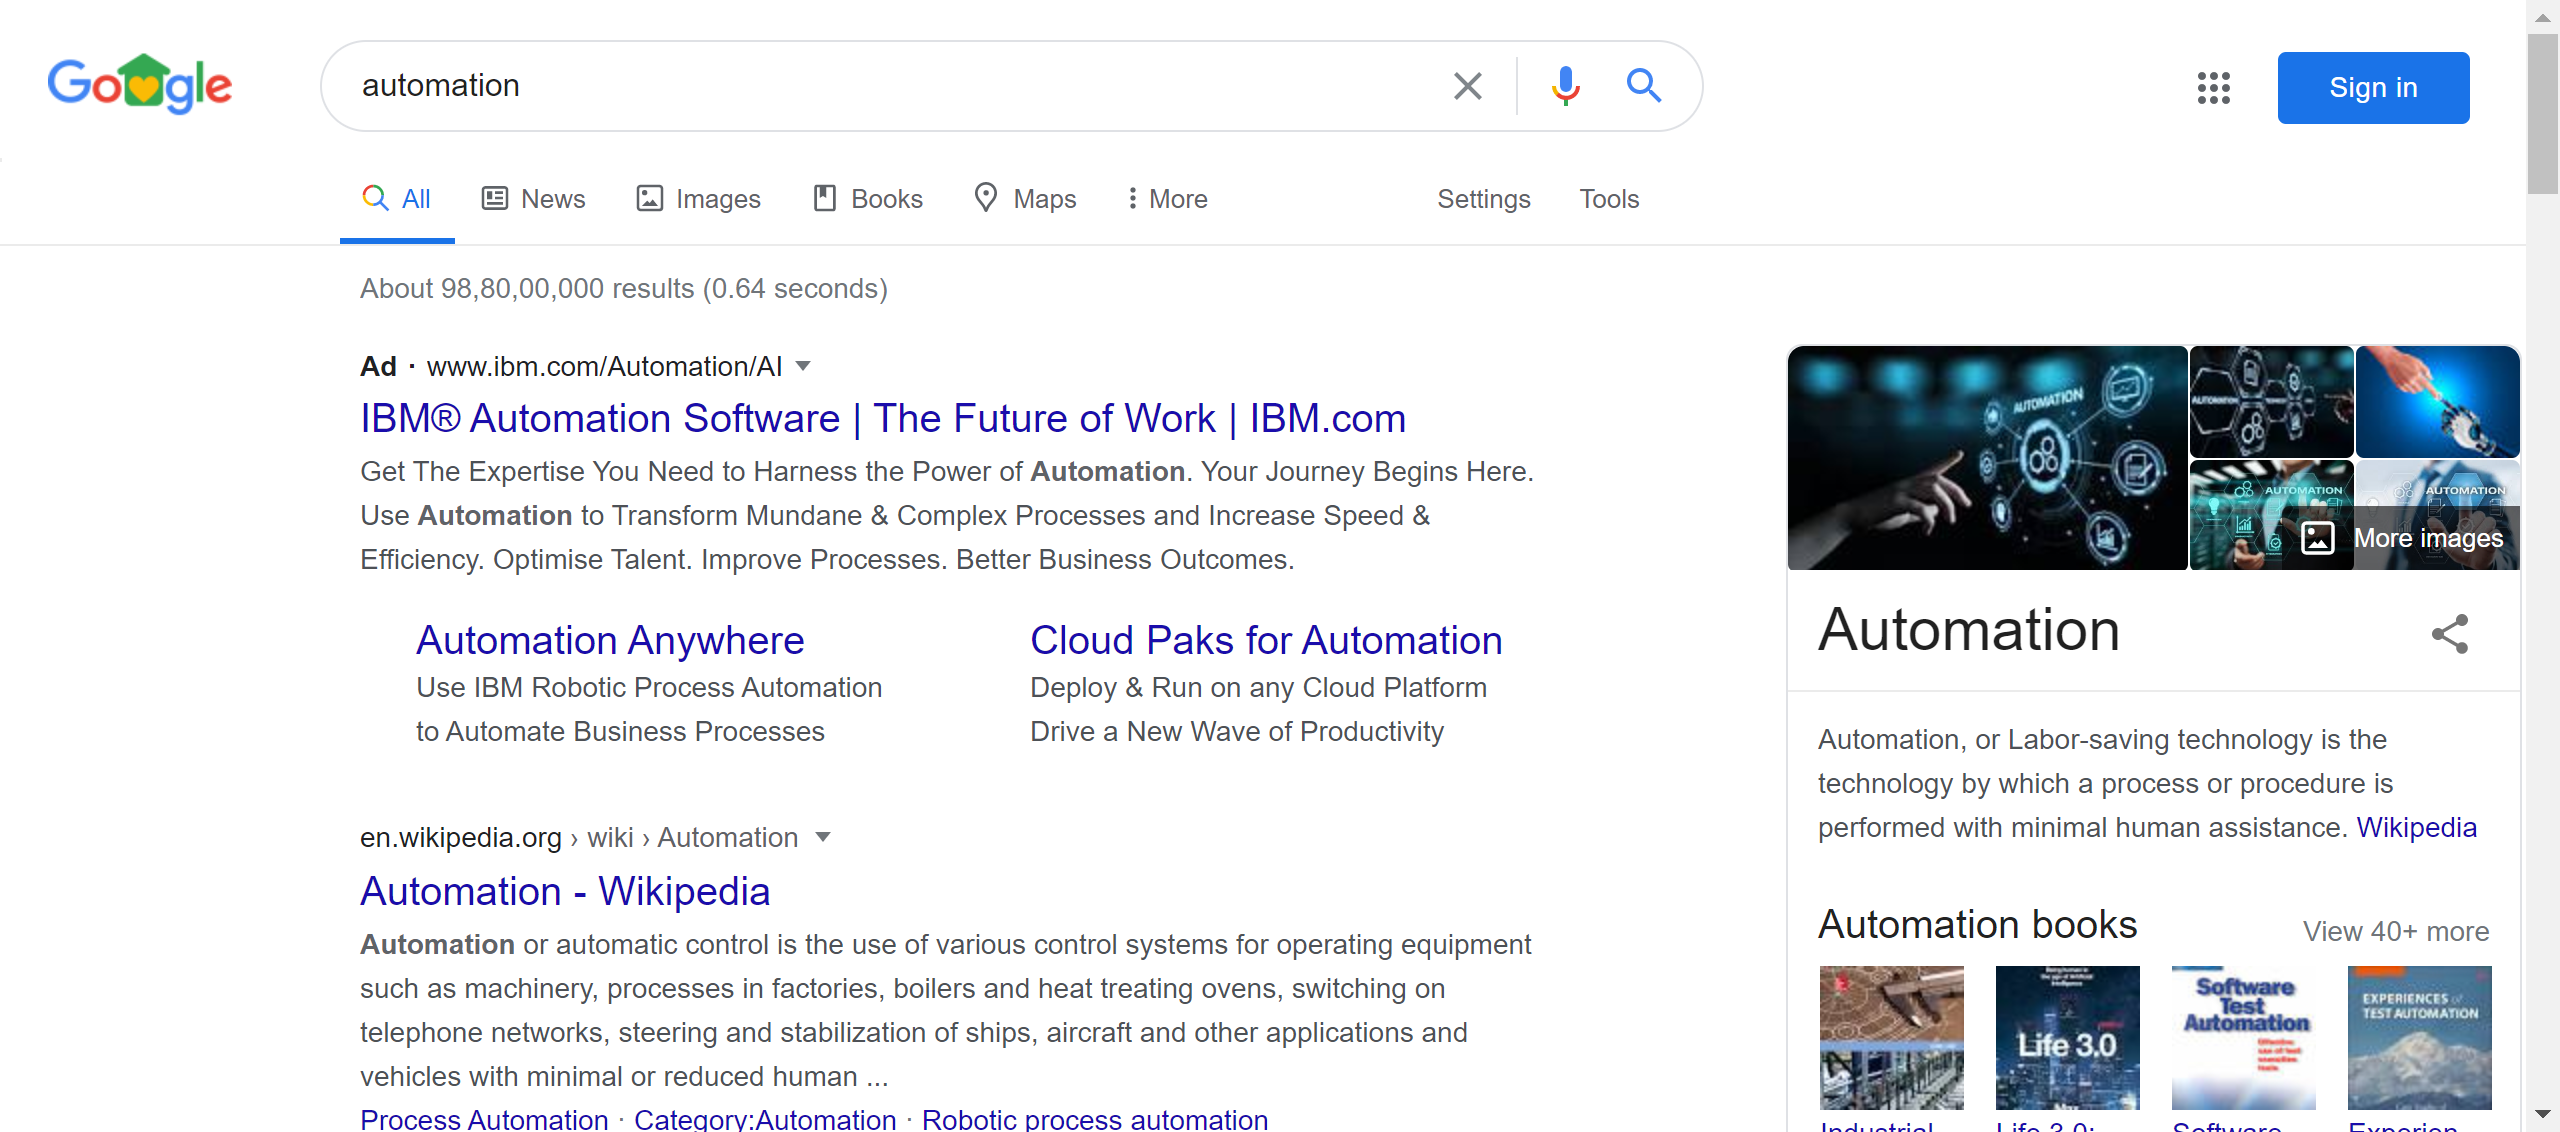 Google
automation
Sign in
All
News
Images
Books
Maps
More
Settings
Tools
About 98,80,00,000 results (0.64 seconds)
Ad · www.ibm.com/Automation/AI
IBM® Automation Software | The Future of Work | IBM.com
Get The Expertise You Need to Harness the Power of Automation. Your Journey Begins Here.
Use Automation to Transform Mundane & Complex Processes and Increase Speed &
Efficiency. Optimise Talent. Improve Processes. Better Business Outcomes.
Automation Anywhere
Use IBM Robotic Process Automation
to Automate Business Processes
Cloud Paks for Automation
Deploy & Run on any Cloud Platform
Drive a New Wave of Productivity
en.wikipedia.org › wiki › Automation
Automation - Wikipedia
Automation or automatic control is the use of various control systems for operating equipment
such as machinery, processes in factories, boilers and heat treating ovens, switching on
telephone networks, steering and stabilization of ships, aircraft and other applications and
vehicles with minimal or reduced human ...
Process Automation · Category:Automation · Robotic process automation
AUTOMATION
AUTOMATION
AUTOMATION
AUTOMATION
More images
Automation
Automation, or Labor-saving technology is the
technology by which a process or procedure is
performed with minimal human assistance. Wikipedia
Automation books
View 40+ more
Life 3.0
Software
Test
Automation
EXPERIENCES of
TEST AUTOMATION
Industrial
Life 3.0:
Software
Experien